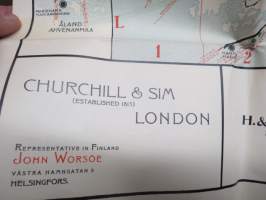 ÅLAND
AHVENANMAA
L
1
2
CHURCHILL & SIM
(ESTABLISHED 1813)
LONDON
H. &
REPRESENTATIVE IN FINLAND
JOHN WORSOE
VÄSTRA HAMNGATAN 5
HELSINGFORS.